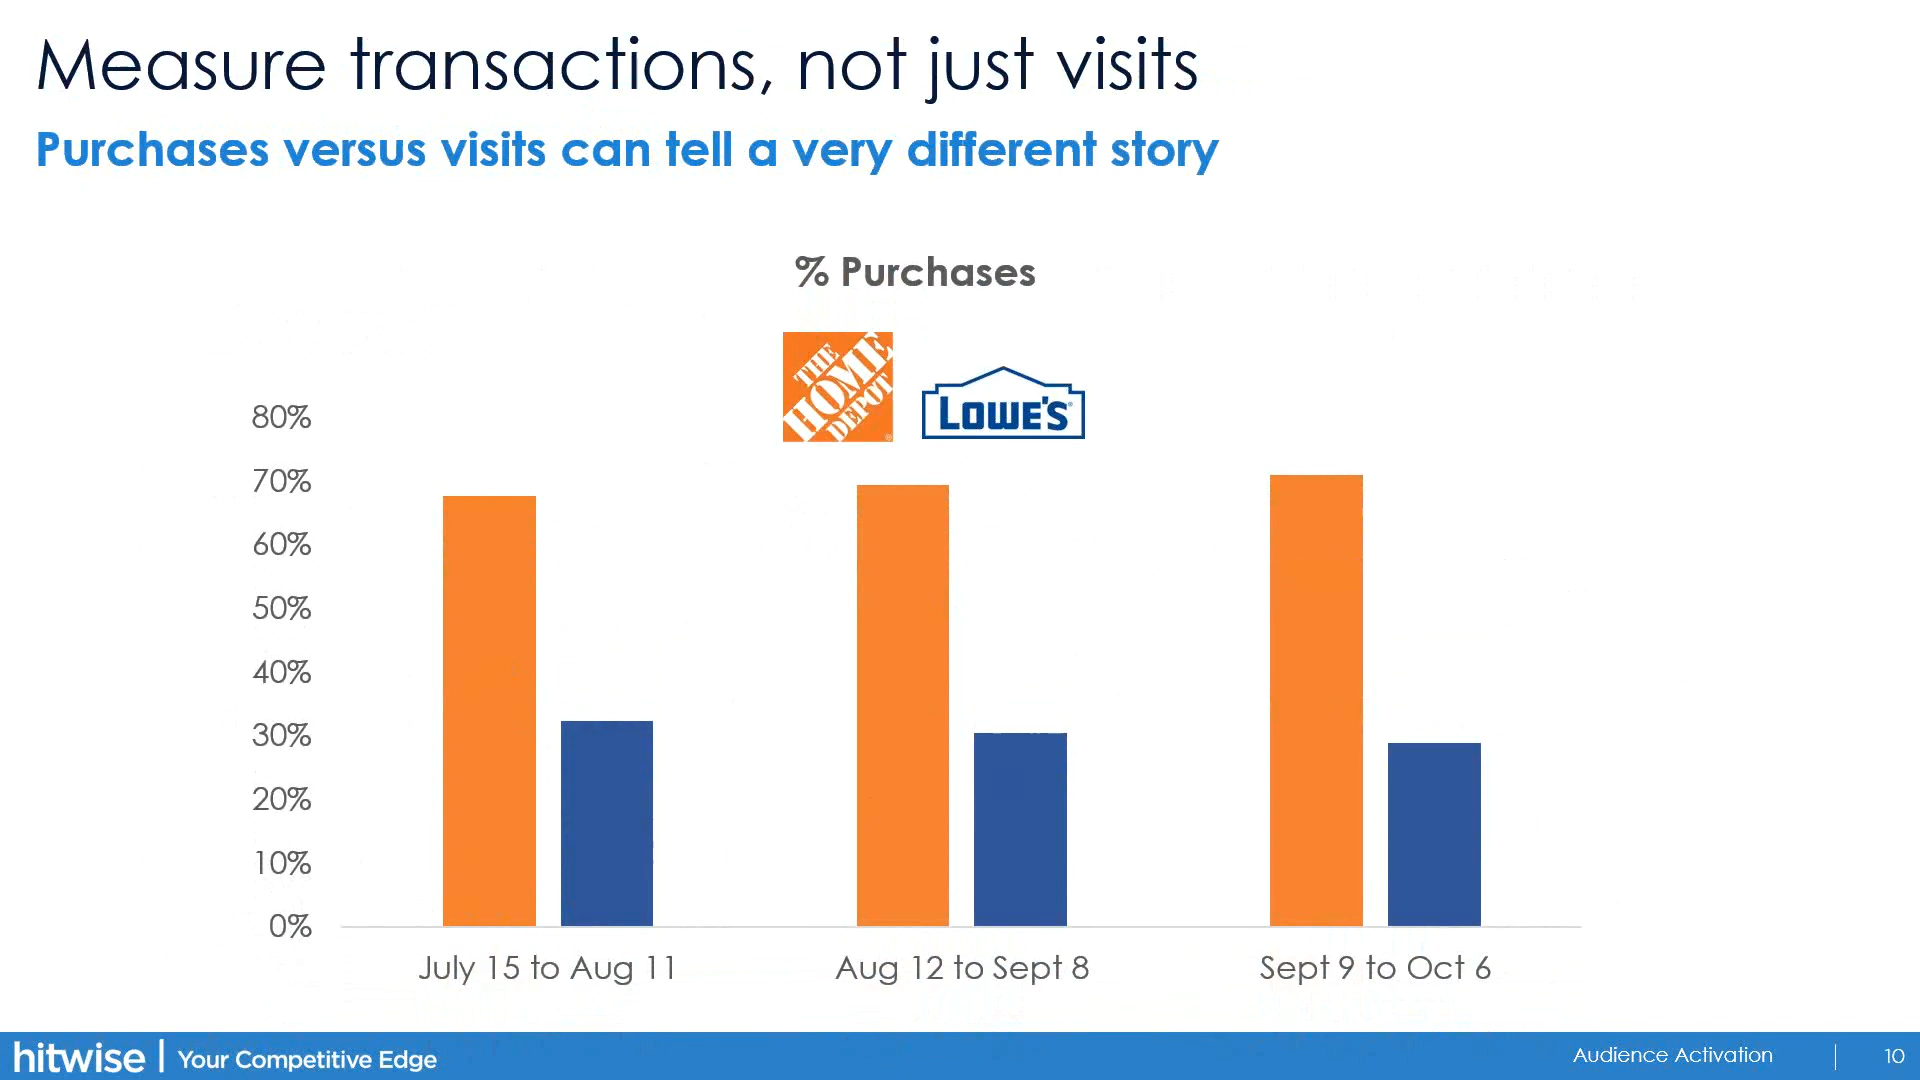 Measure transactions, not just visits
Purchases versus visits can tell a very different story
% Purchases
THE
HOME
DEPOT
®
LOWE'S
®
80%
70%
60%
50%
40%
30%
20%
10%
0%
July 15 to Aug 11
Aug 12 to Sept 8
Sept 9 to Oct 6
hitwise | Your Competitive Edge
Audience Activation | 10